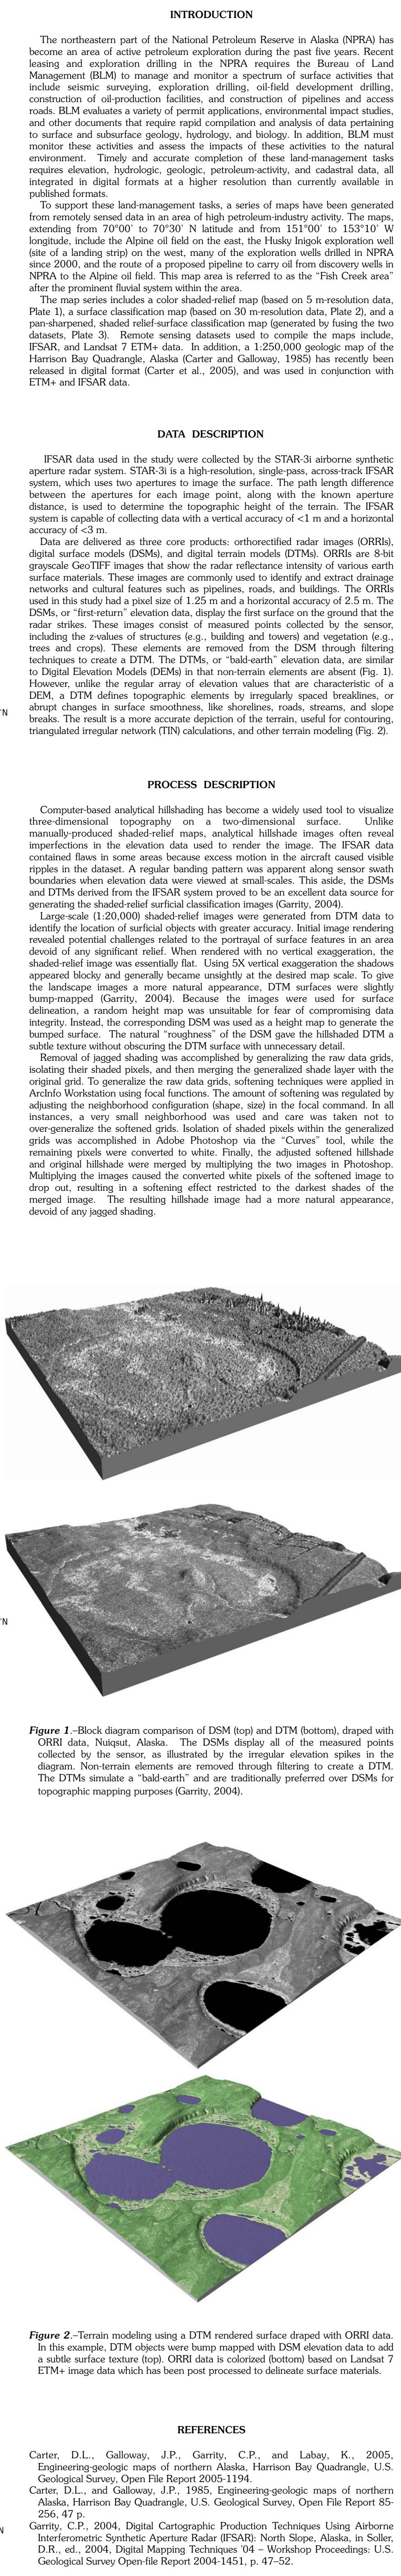 INTRODUCTION
The northeastern part of the National Petroleum Reserve in Alaska (NPRA) has
become an area of active petroleum exploration during the past five years. Recent
leasing and exploration drilling in the NPRA requires the Bureau of Land
Management (BLM) to manage and monitor a spectrum of surface activities that
include seismic surveying, exploration drilling, oil-field development drilling,
construction of oil-production facilities, and construction of pipelines and access
roads. BLM evaluates a variety of permit applications, environmental impact studies,
and other documents that require rapid compilation and analysis of data pertaining
to surface and subsurface geology, hydrology, and biology. In addition, BLM must
monitor these activities and assess the impacts of these activities to the natural
environment. Timely and accurate completion of these land-management tasks
requires elevation, hydrologic, geologic, petroleum-activity, and cadastral data, all
integrated in digital formats at a higher resolution than currently available in
published formats.
To support these land-management tasks, a series of maps have been generated
from remotely sensed data in an area of high petroleum-industry activity. The maps,
extending from 70°00' to 70°30' N latitude and from 151°00' to 153°10' W
longitude, include the Alpine oil field on the east, the Husky Inigok exploration well
(site of a landing strip) on the west, many of the exploration wells drilled in NPRA
since 2000, and the route of a proposed pipeline to carry oil from discovery wells in
NPRA to the Alpine oil field. This map area is referred to as the “Fish Creek area”
after the prominent fluvial system within the area.
The map series includes a color shaded-relief map (based on 5 m-resolution data,
Plate 1), a surface classification map (based on 30 m-resolution data, Plate 2), and a
pan-sharpened, shaded relief-surface classification map (generated by fusing the two
datasets, Plate 3). Remote sensing datasets used to compile the maps include,
IFSAR, and Landsat 7 ETM+ data. In addition, a 1:250,000 geologic map of the
Harrison Bay Quadrangle, Alaska (Carter and Galloway, 1985) has recently been
released in digital format (Carter et al., 2005), and was used in conjunction with
ETM+ and IFSAR data.
DATA DESCRIPTION
IFSAR data used in the study were collected by the STAR-3i airborne synthetic
aperture radar system. STAR-3i is a high-resolution, single-pass, across-track IFSAR
system, which uses two apertures to image the surface. The path length difference
between the apertures for each image point, along with the known aperture
distance, is used to determine the topographic height of the terrain. The IFSAR
system is capable of collecting data with a vertical accuracy of <1 m and a horizontal
accuracy of <3 m.
Data are delivered as three core products: orthorectified radar images (ORRIs),
digital surface models (DSMs), and digital terrain models (DTMs). ORRIs are 8-bit
grayscale GeoTIFF images that show the radar reflectance intensity of various earth
surface materials. These images are commonly used to identify and extract drainage
networks and cultural features such as pipelines, roads, and buildings. The ORRIs
used in this study had a pixel size of 1.25 m and a horizontal accuracy of 2.5 m. The
DSMs, or “first-return” elevation data, display the first surface on the ground that the
radar strikes. These images consist of measured points collected by the sensor,
including the z-values of structures (e.g., building and towers) and vegetation (e.g.,
trees and crops). These elements are removed from the DSM through filtering
techniques to create a DTM. The DTMs, or “bald-earth” elevation data, are similar
to Digital Elevation Models (DEMs) in that non-terrain elements are absent (Fig. 1).
However, unlike the regular array of elevation values that are characteristic of a
DEM, a DTM defines topographic elements by irregularly spaced breaklines, or
abrupt changes in surface smoothness, like shorelines, roads, streams, and slope
breaks. The result is a more accurate depiction of the terrain, useful for contouring,
triangulated irregular network (TIN) calculations, and other terrain modeling (Fig. 2).
PROCESS DESCRIPTION
Computer-based analytical hillshading has become a widely used tool to visualize
three-dimensional topography on a two-dimensional surface. Unlike
manually-produced shaded-relief maps, analytical hillshade images often reveal
imperfections in the elevation data used to render the image. The IFSAR data
contained flaws in some areas because excess motion in the aircraft caused visible
ripples in the dataset. A regular banding pattern was apparent along sensor swath
boundaries when elevation data were viewed at small-scales. This aside, the DSMs
and DTMs derived from the IFSAR system proved to be an excellent data source for
generating the shaded-relief surficial classification images (Garrity, 2004).
Large-scale (1:20,000) shaded-relief images were generated from DTM data to
identify the location of surficial objects with greater accuracy. Initial image rendering
revealed potential challenges related to the portrayal of surface features in an area
devoid of any significant relief. When rendered with no vertical exaggeration, the
shaded-relief image was essentially flat. Using 5X vertical exaggeration the shadows
appeared blocky and generally became unsightly at the desired map scale. To give
the landscape images a more natural appearance, DTM surfaces were slightly
bump-mapped (Garrity, 2004). Because the images were used for surface
delineation, a random height map was unsuitable for fear of compromising data
integrity. Instead, the corresponding DSM was used as a height map to generate the
bumped surface. The natural “roughness” of the DSM gave the hillshaded DTM a
subtle texture without obscuring the DTM surface with unnecessary detail.
Removal of jagged shading was accomplished by generalizing the raw data grids,
isolating their shaded pixels, and then merging the generalized shade layer with the
original grid. To generalize the raw data grids, softening techniques were applied in
ArcInfo Workstation using focal functions. The amount of softening was regulated by
adjusting the neighborhood configuration (shape, size) in the focal command. In all
instances, a very small neighborhood was used and care was taken not to
over-generalize the softened grids. Isolation of shaded pixels within the generalized
grids was accomplished in Adobe Photoshop via the “Curves” tool, while the
remaining pixels were converted to white. Finally, the adjusted softened hillshade
and original hillshade were merged by multiplying the two images in Photoshop.
Multiplying the images caused the converted white pixels of the softened image to
drop out, resulting in a softening effect restricted to the darkest shades of the
merged image. The resulting hillshade image had a more natural appearance,
devoid of any jagged shading.
Figure 1.–Block diagram comparison of DSM (top) and DTM (bottom), draped with
ORRI data, Nuiqsut, Alaska. The DSMs display all of the measured points
collected by the sensor, as illustrated by the irregular elevation spikes in the
diagram. Non-terrain elements are removed through filtering to create a DTM.
The DTMs simulate a “bald-earth” and are traditionally preferred over DSMs for
topographic mapping purposes (Garrity, 2004).
Figure 2.–Terrain modeling using a DTM rendered surface draped with ORRI data.
In this example, DTM objects were bump mapped with DSM elevation data to add
a subtle surface texture (top). ORRI data is colorized (bottom) based on Landsat 7
ETM+ image data which has been post processed to delineate surface materials.
REFERENCES
Carter, D.L., Galloway, J.P., Garrity, C.P., and Labay, K., 2005,
Engineering-geologic maps of northern Alaska, Harrison Bay Quadrangle, U.S.
Geological Survey, Open File Report 2005-1194.
Carter, D.L., and Galloway, J.P., 1985, Engineering-geologic maps of northern
Alaska, Harrison Bay Quadrangle, U.S. Geological Survey, Open File Report 85-
256, 47 p.
Garrity, C.P., 2004, Digital Cartographic Production Techniques Using Airborne
Interferometric Synthetic Aperture Radar (IFSAR): North Slope, Alaska, in Soller,
D.R., ed., 2004, Digital Mapping Techniques '04 – Workshop Proceedings: U.S.
Geological Survey Open-file Report 2004-1451, p. 47–52.